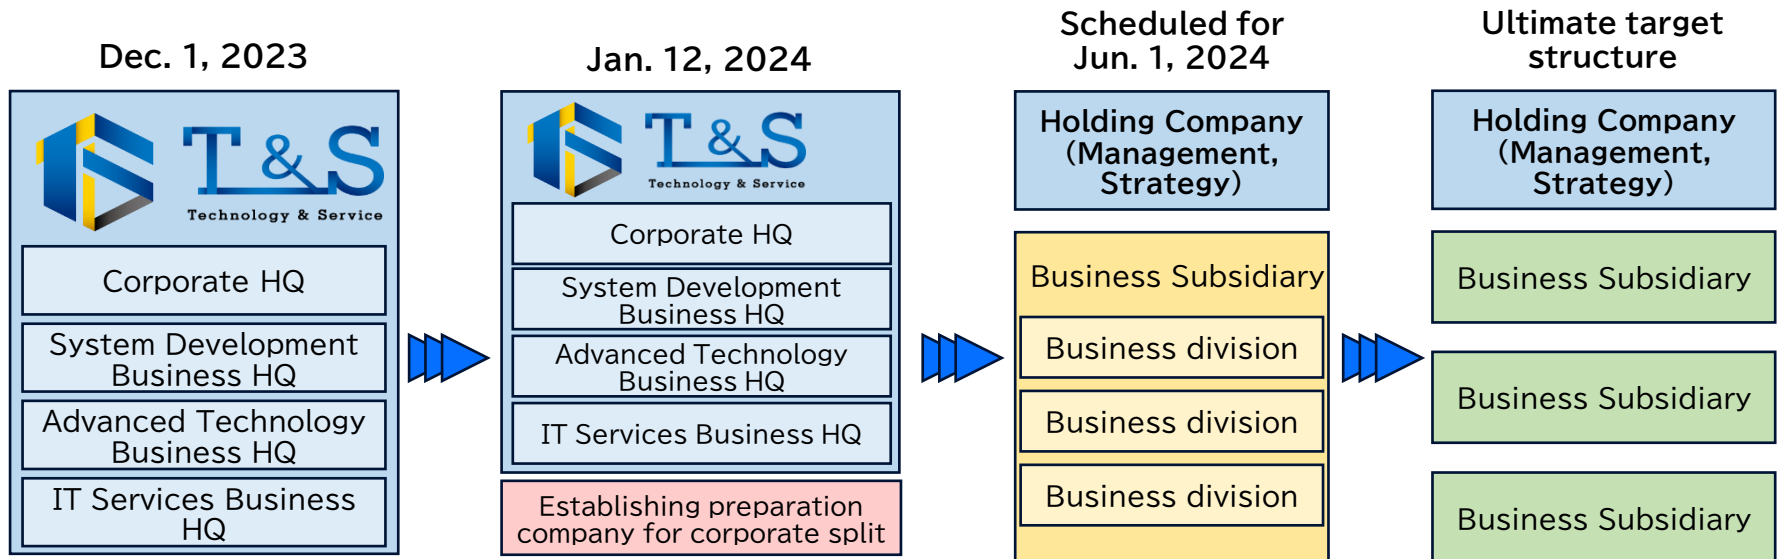 Dec. 1, 2023
T & S
Technology & Service
Corporate HQ
System Development
Business HQ
Advanced Technology
Business HQ
IT Services Business
HQ
Jan. 12, 2024
T & S
Technology & Service
Corporate HQ
System Development
Business HQ
Advanced Technology
Business HQ
IT Services Business HQ
Establishing preparation
company for corporate split
Scheduled for
Jun. 1, 2024
Holding Company
(Management,
Strategy)
Business Subsidiary
Business division
Business division
Business division
Ultimate target
structure
Holding Company
(Management,
Strategy)
Business Subsidiary
Business Subsidiary
Business Subsidiary